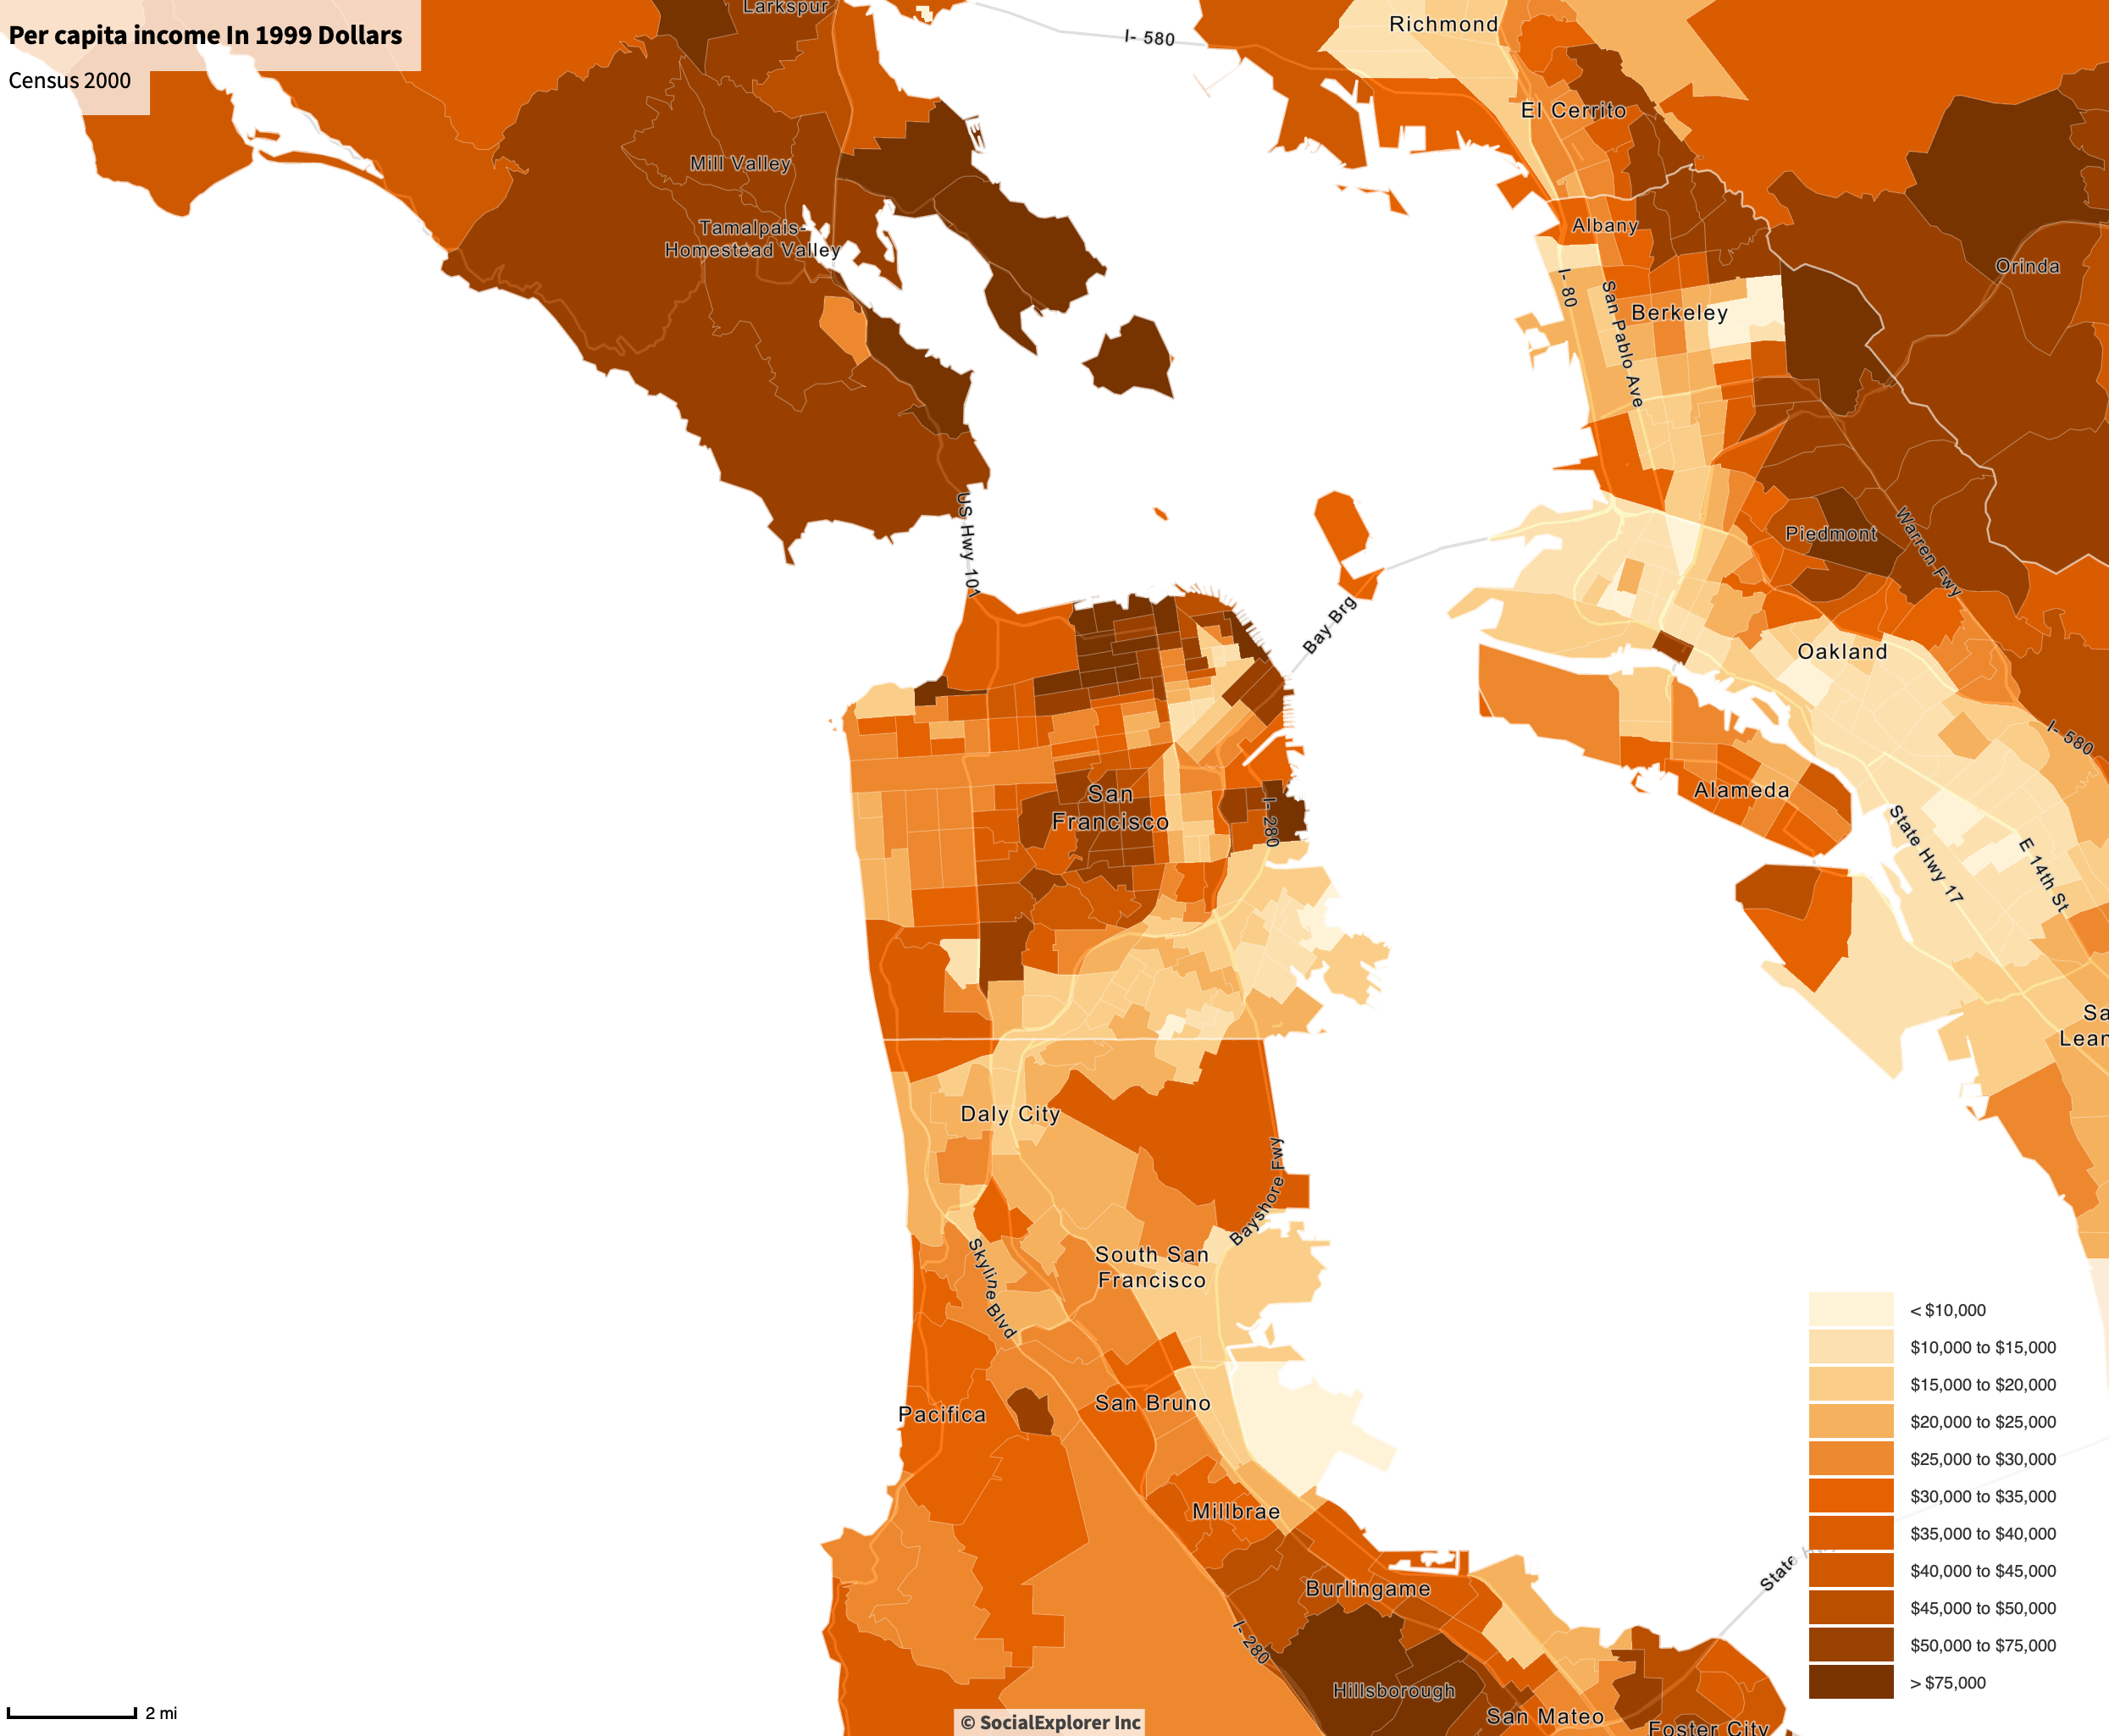 Per capita income In 1999 Dollars
Census 2000
Larkspur
I- 580
Richmond
El Cerrito
Mill Valley
Tamalpais-
Homestead Valley
Albany
Orinda
I- 80
San Pablo Ave
Berkeley
US Hwy 101
Piedmont
Warren Fwy
Bay Brg
Oakland
I- 580
Alameda
San
Francisco
I- 280
State Hwy 17
E 14th St
Sa
Lean
Daly City
Bayshore Fwy
South San
Francisco
Skyline Blvd
San Bruno
Pacifica
Millbrae
Burlingame
I- 280
Hillsborough
San Mateo
Foster City
State
< $10,000
$10,000 to $15,000
$15,000 to $20,000
$20,000 to $25,000
$25,000 to $30,000
$30,000 to $35,000
$35,000 to $40,000
$40,000 to $45,000
$45,000 to $50,000
$50,000 to $75,000
> $75,000
2 mi
© SocialExplorer Inc